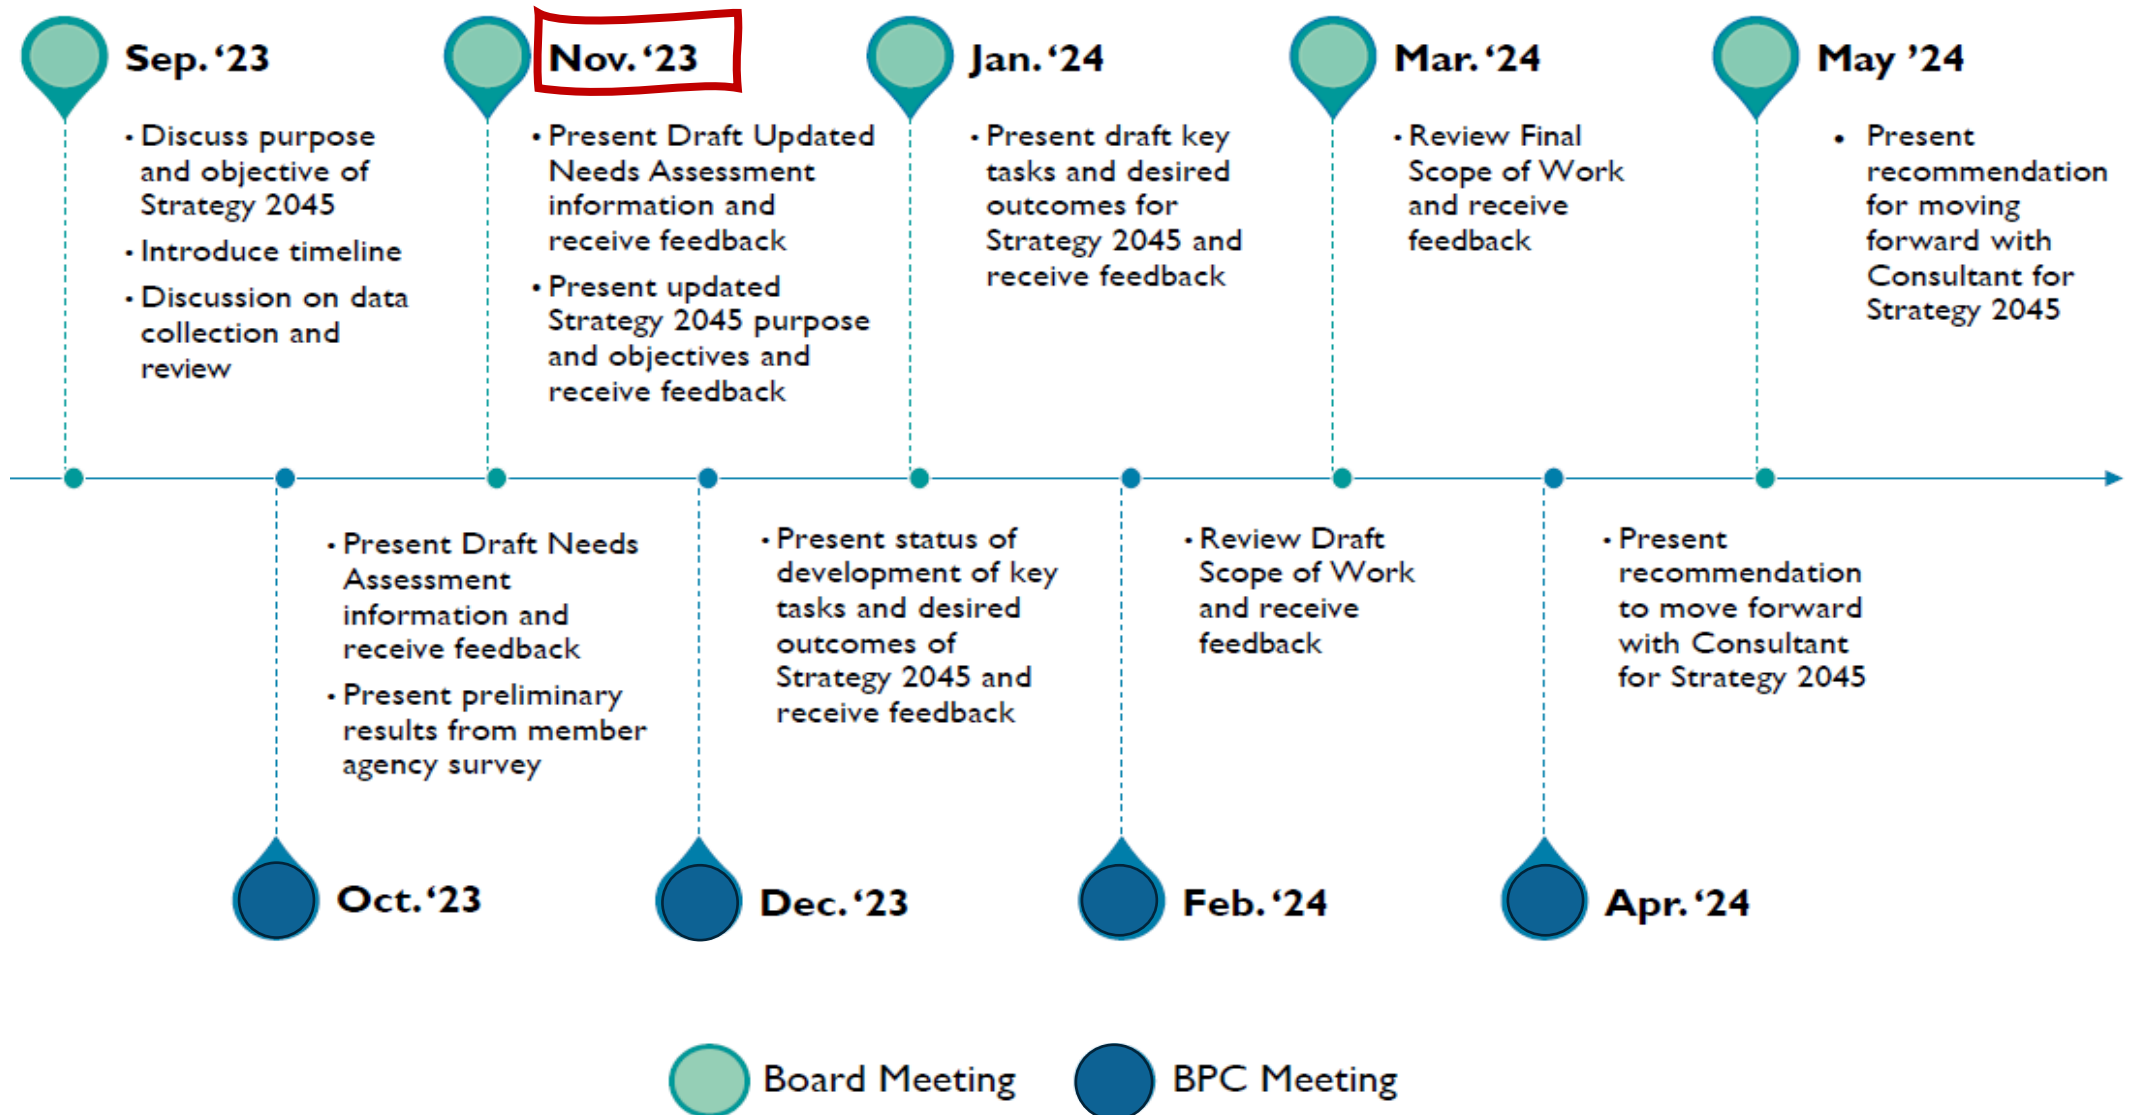 Sep. ‘23
• Discuss purpose
and objective of
Strategy 2045
• Introduce timeline
• Discussion on data
collection and
review
Nov. ‘23
• Present Draft Updated
Needs Assessment
information and
receive feedback
• Present updated
Strategy 2045 purpose
and objectives and
receive feedback
Jan. ‘24
• Present draft key
tasks and desired
outcomes for
Strategy 2045 and
receive feedback
Mar. ‘24
• Review Final
Scope of Work
and receive
feedback
May ’24
• Present
recommendation
for moving
forward with
Consultant for
Strategy 2045
• Present Draft Needs
Assessment
information and
receive feedback
• Present preliminary
results from member
agency survey
Oct. ‘23
• Present status of
development of key
tasks and desired
outcomes of
Strategy 2045 and
receive feedback
Dec. ‘23
• Review Draft
Scope of Work
and receive
feedback
Feb. ‘24
• Present
recommendation
to move forward
with Consultant
for Strategy 2045
Apr. ‘24
Board Meeting
BPC Meeting